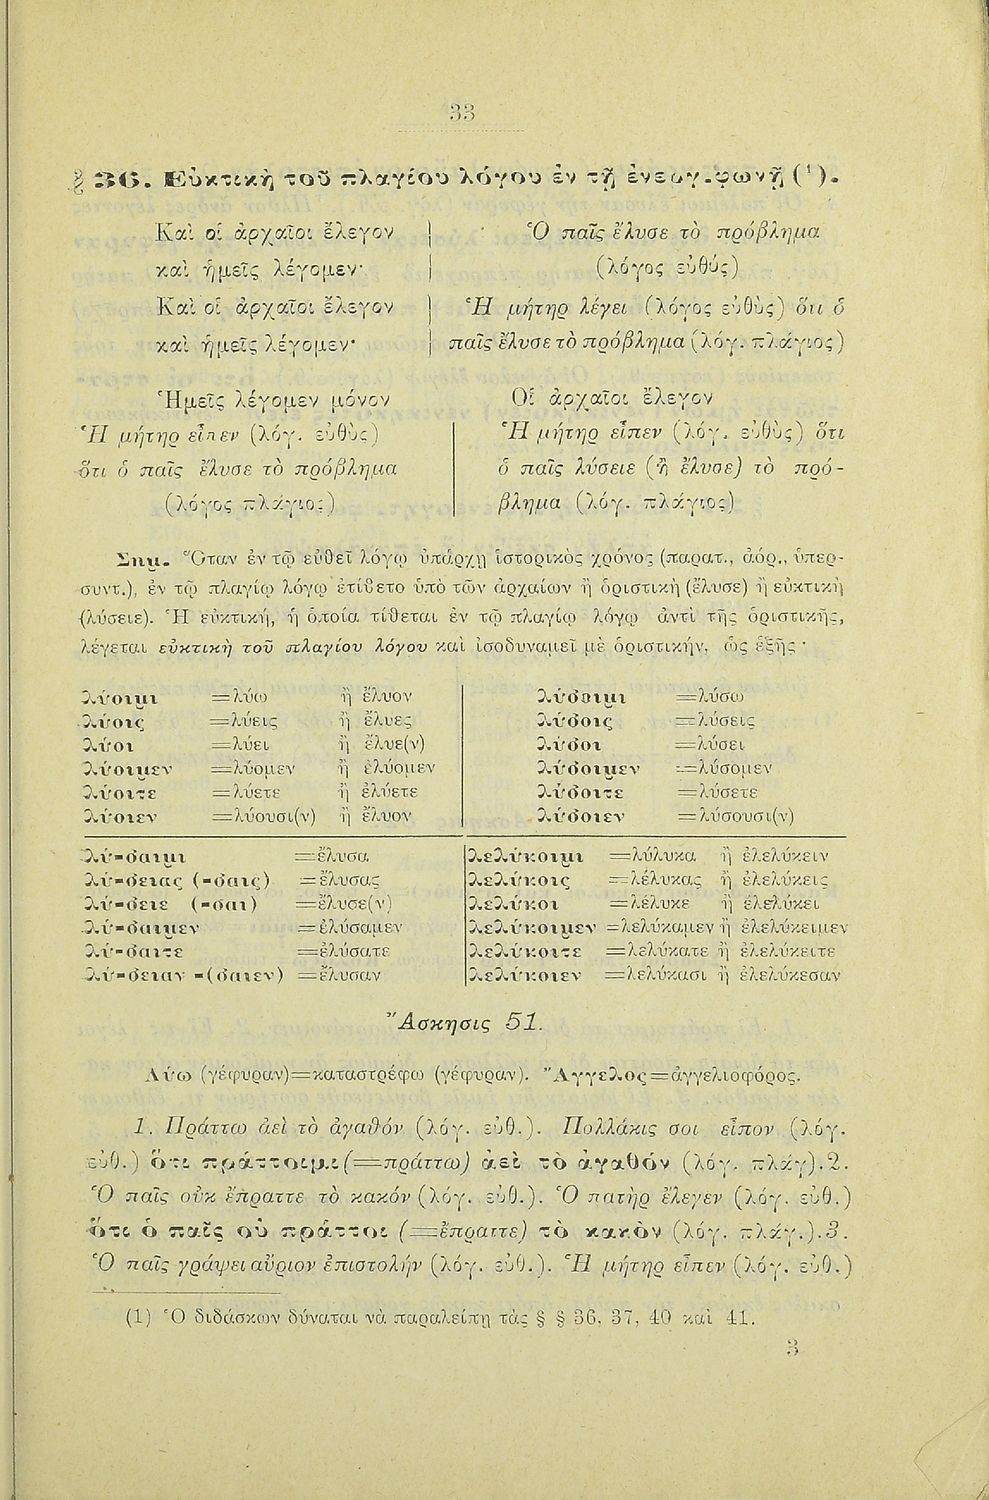 33
§ 36. Εὐκτικὴ τοῦ πλαγίου λόγου ἐν τῇ ἐνεργ. φωνῇ (¹).
Καὶ οἱ ἀρχαῖοι ἔλεγον | Ὁ παῖς ἔλυσε τὸ πρόβλημα
καὶ ἡμεῖς λέγομεν· | (λόγος εὐθύς)
Καὶ οἱ ἀρχαῖοι ἔλεγον | Ἡ μήτηρ λέγει (λόγος εὐθὺς) ὅτι ὁ
καὶ ἡμεῖς λέγομεν· | παῖς ἔλυσε τὸ πρόβλημα (λόγ. πλάγιος)
Ἡμεῖς λέγομεν μόνον
Ἡ μήτηρ εἶπεν (λόγ. εὐθὺς)
ὅτι ὁ παῖς ἔλυσε τὸ πρόβλημα
(λόγος πλάγιος)
Οἱ ἀρχαῖοι ἔλεγον
Ἡ μήτηρ εἶπεν (λόγ. εὐθὺς) ὅτι
ὁ παῖς λύσειε (ἢ ἔλυσε) τὸ πρό-
βλημα (λόγ. πλάγιος)
Σημ. Ὅταν ἐν τῷ εὐθεῖ λόγῳ ὑπάρχῃ ἱστορικὸς χρόνος (παρατ., ἀόρ., ὑπερ-
συντ.), ἐν τῷ πλαγίῳ λόγῳ ἐτίθετο ὑπὸ τῶν ἀρχαίων ἢ ὁριστικὴ (ἔλυσε) ἢ εὐκτικὴ
(λύσειε). Ἡ εὐκτική, ἡ ὁποία τίθεται ἐν τῷ πλαγίῳ λόγῳ ἀντὶ τῆς ὁριστικῆς,
λέγεται εὐκτικὴ τοῦ πλαγίου λόγου καὶ ἰσοδυναμεῖ μὲ ὁριστικήν, ὡς ἑξῆς·
λύοιμι =λύω ἢ ἔλυον
λύοις =λύεις ἢ ἔλυες
λύοι =λύει ἢ ἔλυε(ν)
λύοιμεν =λύομεν ἢ ἐλύομεν
λύοιτε =λύετε ἢ ἐλύετε
λύοιεν =λύουσι(ν) ἢ ἔλυον
λύσοιμι =λύσω
λύσοις =λύσεις
λύσοι =λύσει
λύσοιμεν =λύσομεν
λύσοιτε =λύσετε
λύσοιεν =λύσουσι(ν)
λύ-σαιμι =ἔλυσα
λύ-σειας (-σαις) =ἔλυσας
λύ-σειε (-σαι) =ἔλυσε(ν)
λύ-σαιμεν =ἐλύσαμεν
λύ-σαιτε =ἐλύσατε
λύ-σειαν -(σαιεν) =ἔλυσαν
λελύκοιμι =λύλυκα ἢ ἐλελύκειν
λελύκοις =λέλυκας ἢ ἐλελύκεις
λελύκοι =λέλυκε ἢ ἐλελύκει
λελύκοιμεν =λελύκαμεν ἢ ἐλελύκειμεν
λελύκοιτε =λελύκατε ἢ ἐλελύκειτε
λελύκοιεν =λελύκασι ἢ ἐλελύκεσαν
Ἄσκησις 51.
Λύω (γέφυραν)=καταστρέφω (γέφυραν). Ἄγγελος=ἀγγελιοφόρος.
1. Πράττω ἀεὶ τὸ ἀγαθόν (λόγ. εὐθ.). Πολλάκις σοι εἶπον (λόγ.
εὐθ.) ὅτι πράττοιμι (=πράττω) ἀεὶ τὸ ἀγαθόν (λόγ. πλάγ).2.
Ὁ παῖς οὐκ ἔπραττε τὸ κακόν (λόγ. εὐθ.). Ὁ πατὴρ ἔλεγεν (λόγ. εὐθ.)
ὅτι ὁ παῖς οὐ πράττοι (=ἔπραττε) τὸ κακὸν (λόγ. πλάγ.).3.
Ὁ παῖς γράψει αὔριον ἐπιστολήν (λόγ. εὐθ.). Ἡ μήτηρ εἶπεν (λόγ. εὐθ.)
(1) Ὁ διδάσκων δύναται νὰ παραλείπῃ τὰς § § 36, 37, 40 καὶ 41.
3